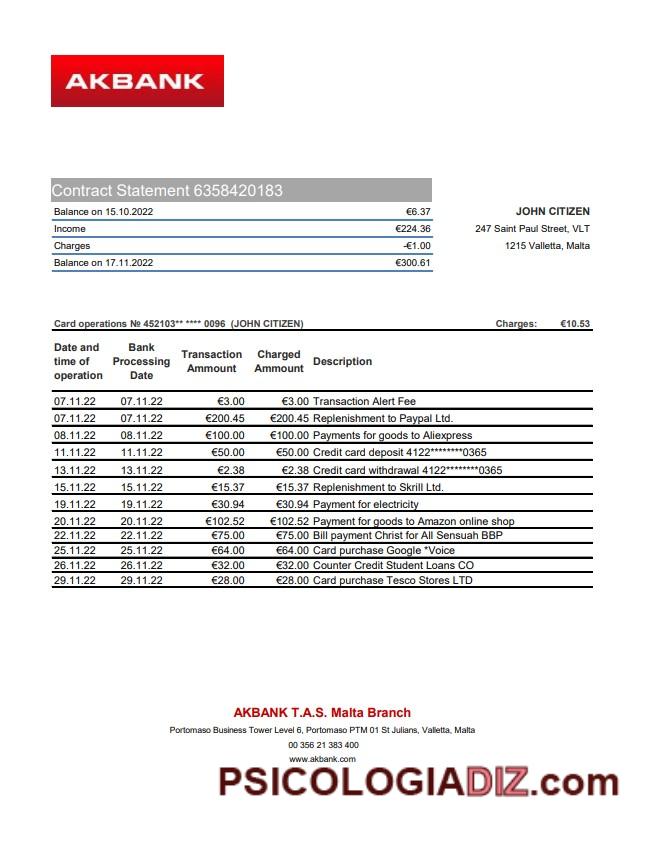 AKBANK
Contract Statement 6358420183
Balance on 15.10.2022 €6.37
Income €224.36
Charges -€1.00
Balance on 17.11.2022 €300.61
JOHN CITIZEN
247 Saint Paul Street, VLT
1215 Valletta, Malta
Card operations № 452103** **** 0096 (JOHN CITIZEN) Charges: €10.53
Date and time of operation Bank Processing Date Transaction Amount Charged Amount Description
07.11.22 07.11.22 €3.00 €3.00 Transaction Alert Fee
07.11.22 07.11.22 €200.45 €200.45 Replenishment to Paypal Ltd.
08.11.22 08.11.22 €100.00 €100.00 Payments for goods to Aliexpress
11.11.22 11.11.22 €50.00 €50.00 Credit card deposit 4122********0365
13.11.22 13.11.22 €2.38 €2.38 Credit card withdrawal 4122********0365
15.11.22 15.11.22 €15.37 €15.37 Replenishment to Skrill Ltd.
19.11.22 19.11.22 €30.94 €30.94 Payment for electricity
20.11.22 20.11.22 €102.52 €102.52 Payment for goods to Amazon online shop
22.11.22 22.11.22 €75.00 €75.00 Bill payment Christ for All Sensuah BBP
25.11.22 25.11.22 €64.00 €64.00 Card purchase Google *Voice
26.11.22 26.11.22 €32.00 €32.00 Counter Credit Student Loans CO
29.11.22 29.11.22 €28.00 €28.00 Card purchase Tesco Stores LTD
AKBANK T.A.S. Malta Branch
Portomaso Business Tower Level 6, Portomaso PTM 01 St Julians, Valletta, Malta
00 356 21 383 400
www.akbank.com
PSICOLOGIADIZ.com